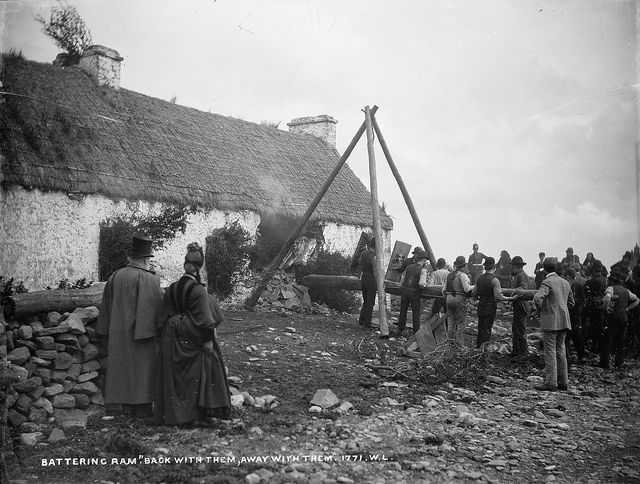 BATTERING RAM". BACK WITH THEM, AWAY WITH THEM. 1771. W.L.